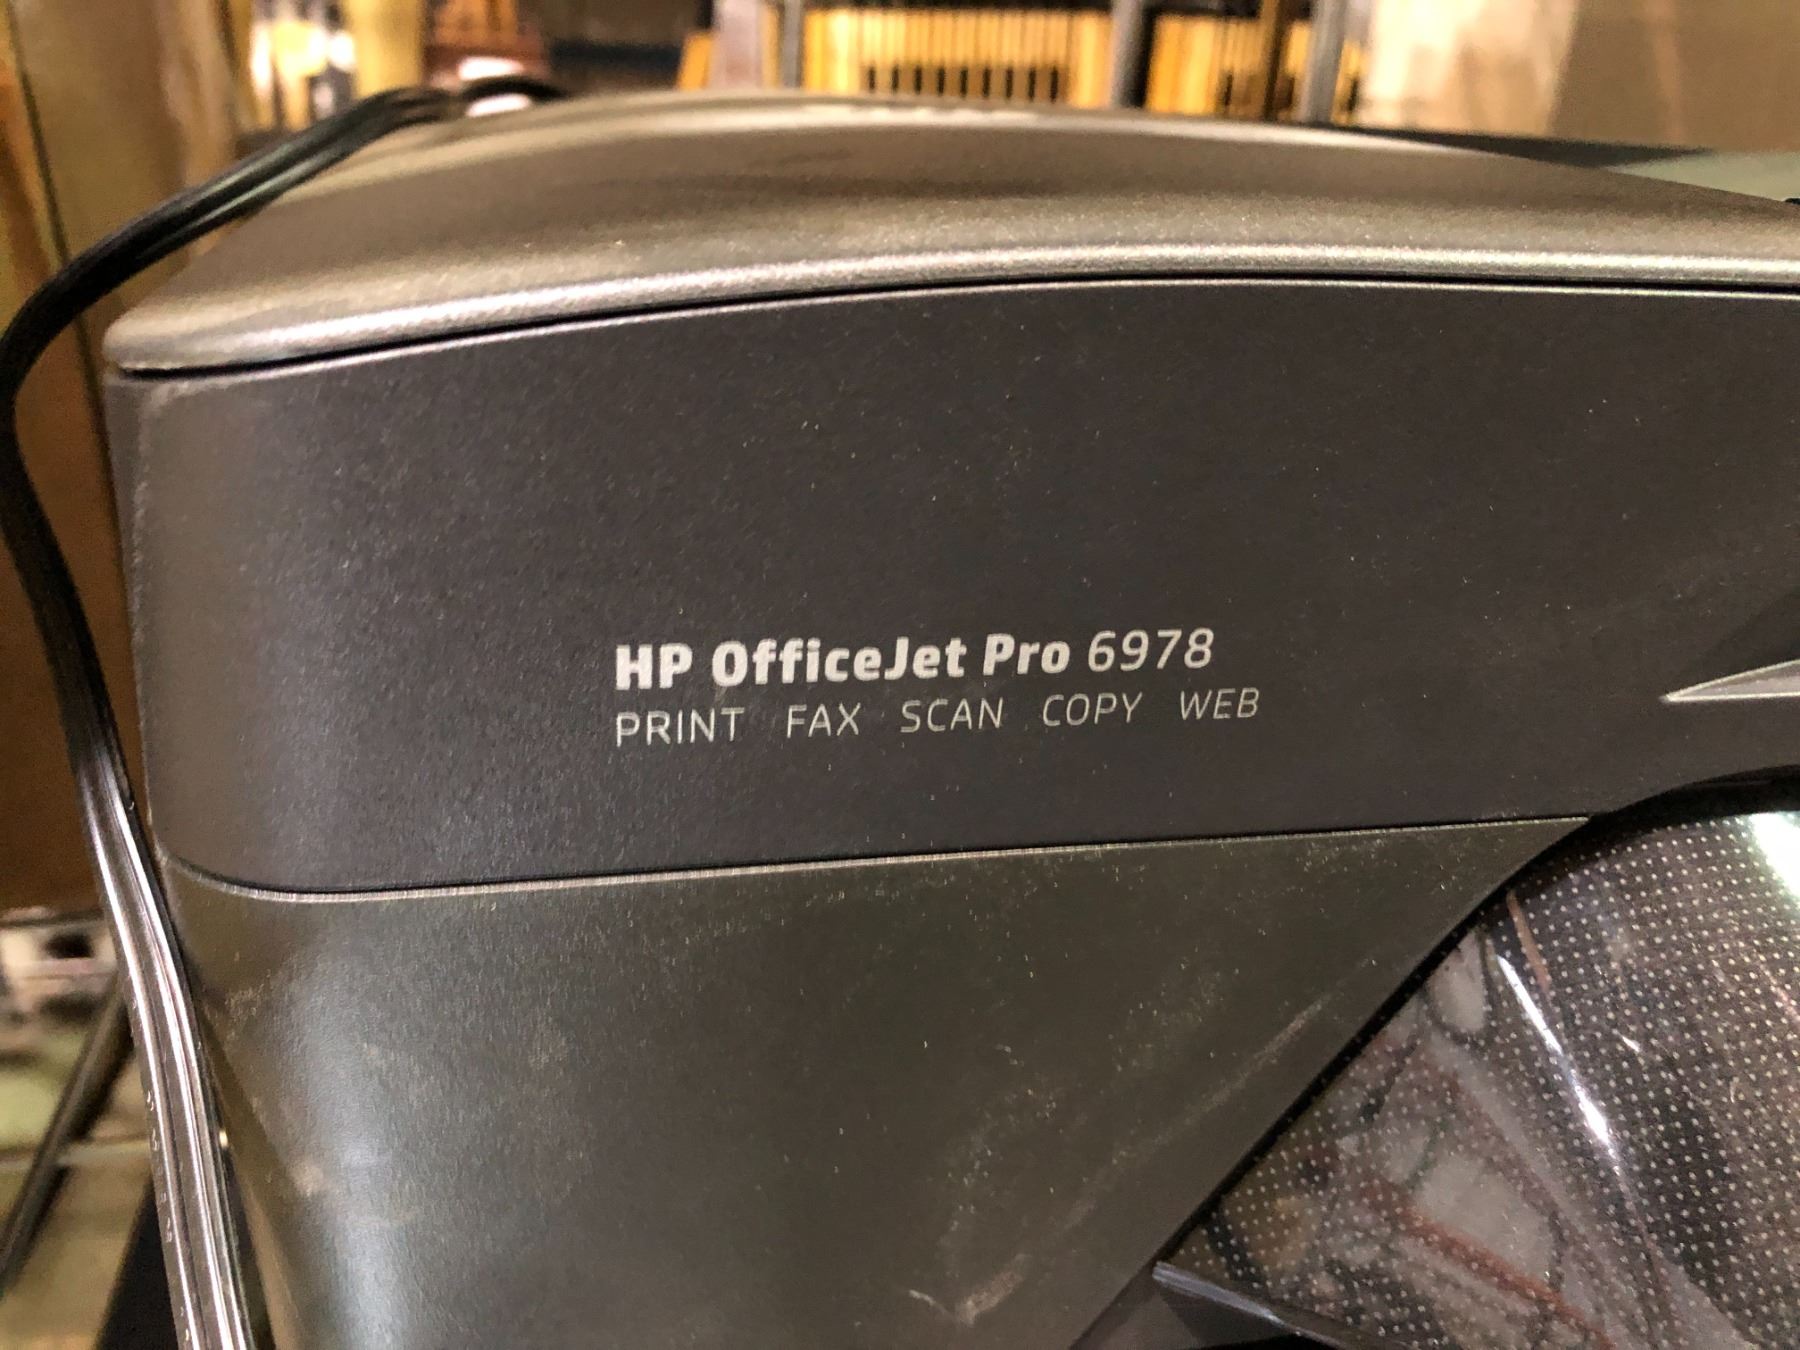 HP OfficeJet Pro 6978
PRINT FAX SCAN COPY WEB